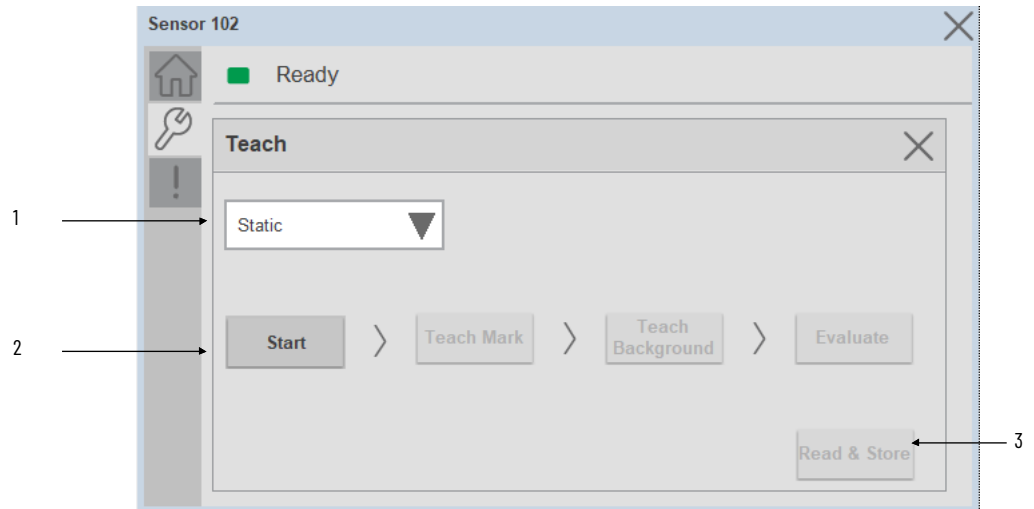 Sensor 102
Ready
Teach
1
Static
2
Start
Teach Mark
Teach
Background
Evaluate
Read & Store
3